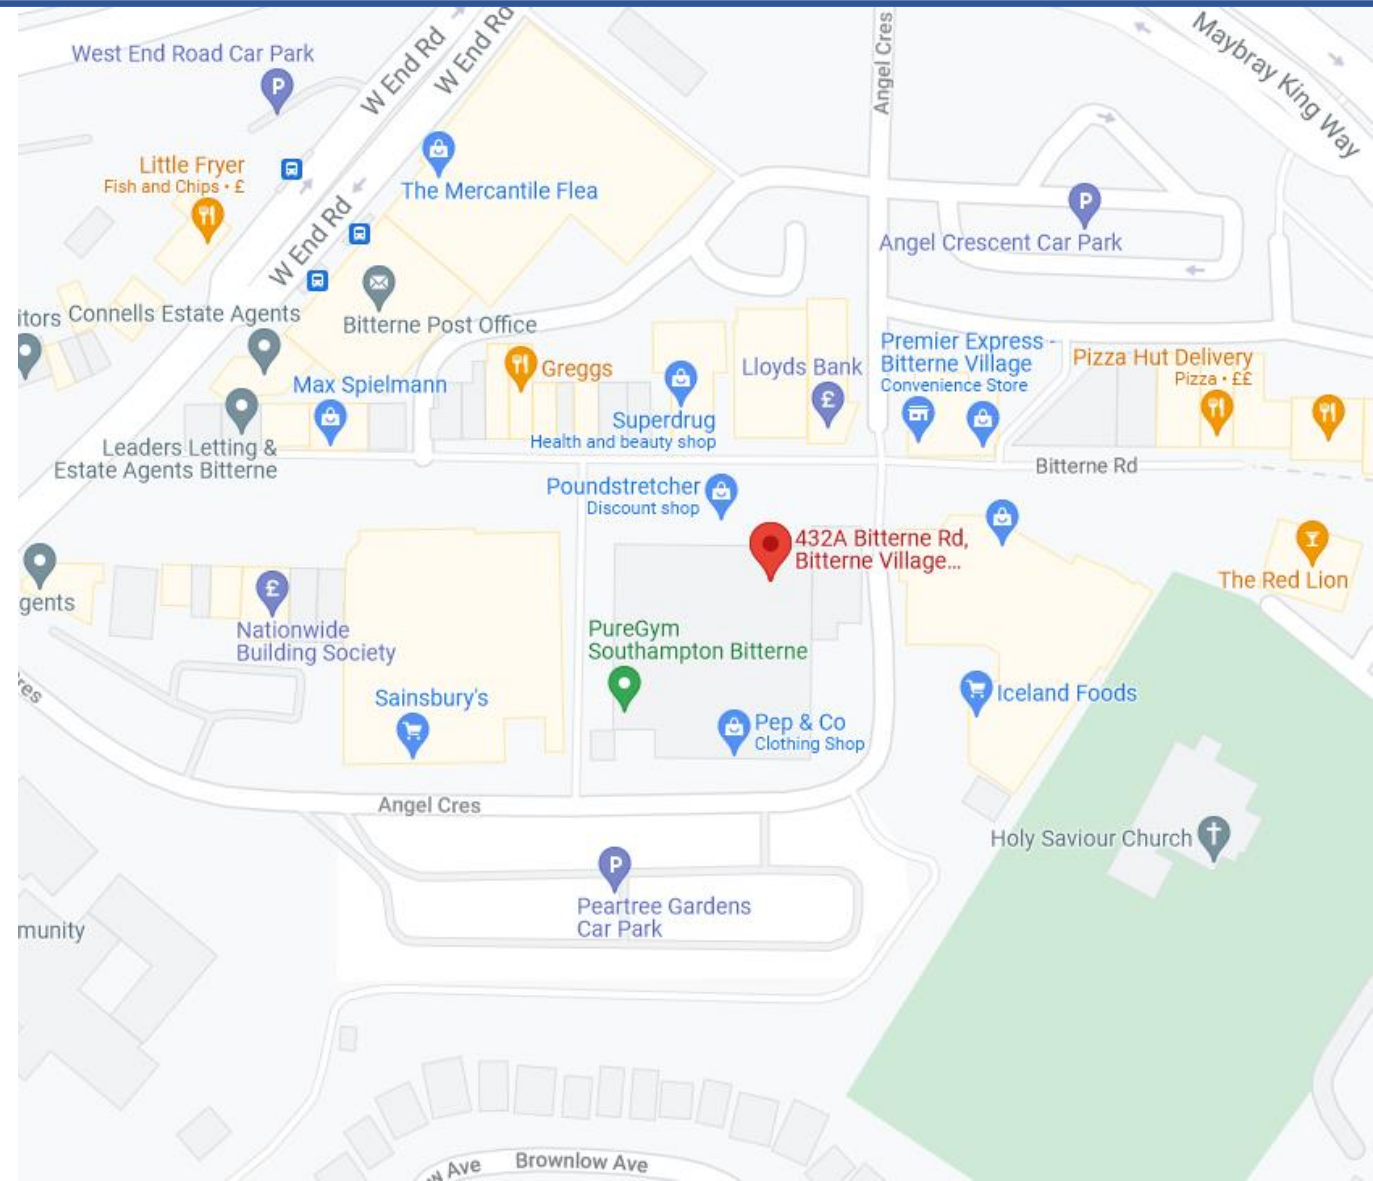 West End Road Car Park
W End Rd
W End Rd
Angel Cres
Maybray King Way
Little Fryer
Fish and Chips • £
The Mercantile Flea
W End Rd
Angel Crescent Car Park
itors
Connells Estate Agents
Bitterne Post Office
Greggs
Max Spielmann
Superdrug
Health and beauty shop
Lloyds Bank
Premier Express -
Bitterne Village
Convenience Store
Pizza Hut Delivery
Pizza • ££
Leaders Letting &
Estate Agents Bitterne
Bitterne Rd
Poundstretcher
Discount shop
432A Bitterne Rd,
Bitterne Village...
The Red Lion
gents
Nationwide
Building Society
PureGym
Southampton Bitterne
res
Sainsbury's
Iceland Foods
Pep & Co
Clothing Shop
Angel Cres
Holy Saviour Church
Peartree Gardens
Car Park
munity
w Ave
Brownlow Ave